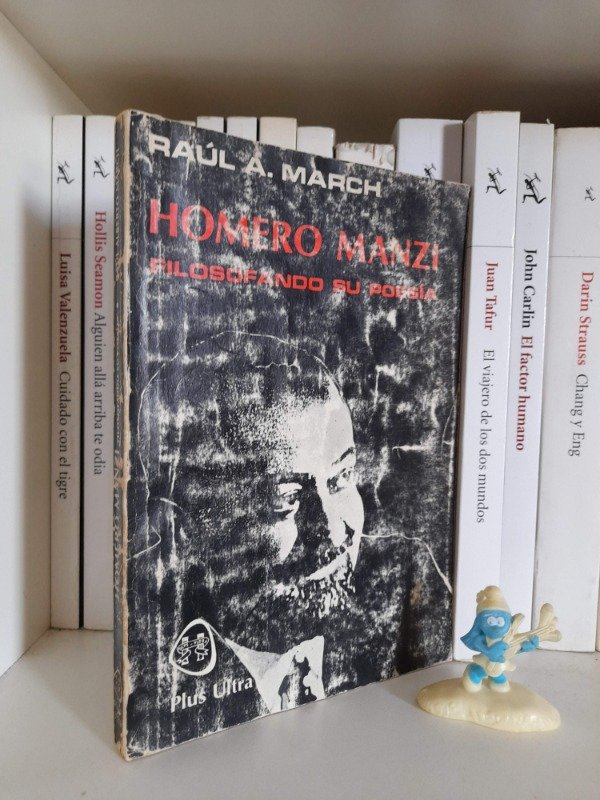 RAÚL A. MARCH
HOMERO MANZI
FILOSOFANDO SU POESÍA
Plus Ultra
Luisa Valenzuela Cuidado con el tigre
Hollis Seamon Alguien allá arriba te odia
Juan Tafur El viajero de los dos mundos
John Carlin El factor humano
Darin Strauss Chang y Eng